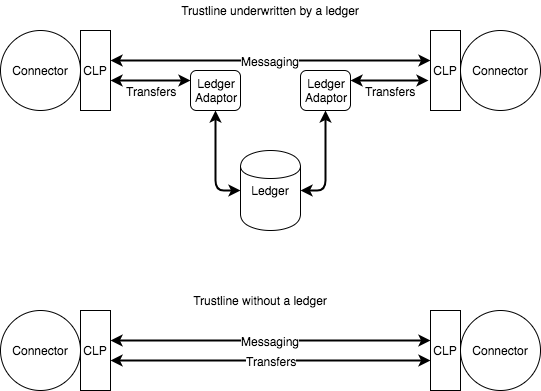 Trustline underwritten by a ledger
Connector
CLP
Messaging
CLP
Connector
Transfers
Ledger
Adaptor
Ledger
Adaptor
Transfers
Ledger
Trustline without a ledger
Connector
CLP
Messaging
Transfers
CLP
Connector